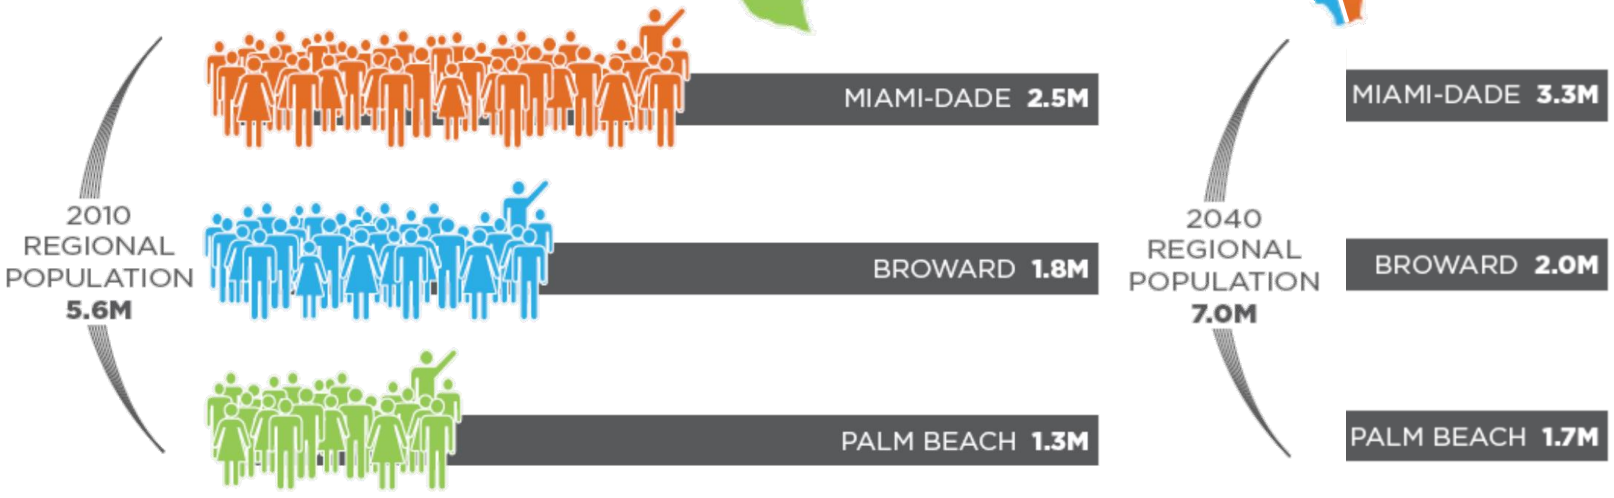 2010
REGIONAL
POPULATION
5.6M
MIAMI-DADE 2.5M
BROWARD 1.8M
PALM BEACH 1.3M
2040
REGIONAL
POPULATION
7.0M
MIAMI-DADE 3.3M
BROWARD 2.0M
PALM BEACH 1.7M